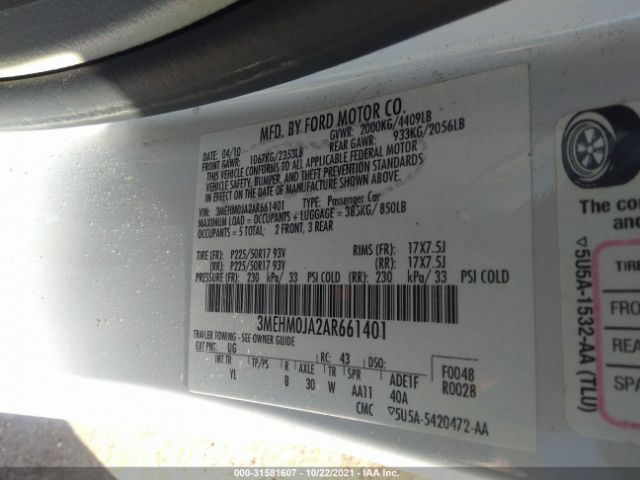 MFD. BY FORD MOTOR CO.
DATE: 04/10 GVWR: 2000KG/4409LB
FRONT GAWR: 1067KG/2353LB REAR GAWR: 933KG/2056LB
THIS VEHICLE CONFORMS TO ALL APPLICABLE FEDERAL MOTOR
VEHICLE SAFETY, BUMPER, AND THEFT PREVENTION STANDARDS
IN EFFECT ON THE DATE OF MANUFACTURE SHOWN ABOVE.
VIN: 3MEHM0JA2AR661401 TYPE: Passenger Car
MAXIMUM LOAD = OCCUPANTS + LUGGAGE = 385KG/850LB
OCCUPANTS = 5 TOTAL: 2 FRONT, 3 REAR
TIRE (FR): P225/50R17 93V RIMS (FR): 17X7.5J
(RR): P225/50R17 93V (RR): 17X7.5J
PRESSURE (FR): 230 kPa/ 33 PSI COLD (RR): 230 kPa/ 33 PSI COLD
3MEHM0JA2AR661401
TRAILER TOWING - SEE OWNER GUIDE
EXT PNT: UG RC: 43 DSO: F0048
INT TR TP/PS R AXLE TR SPR ADE1F R0028
YL B 30 W AA11 40A
CMC ▽5U5A-5420472-AA
The co
and
TIRE
FRO
REA
SPA
▽5U5A-1532-AA (TLU)
000-31581607 - 10/22/2021 - IAAI.COM